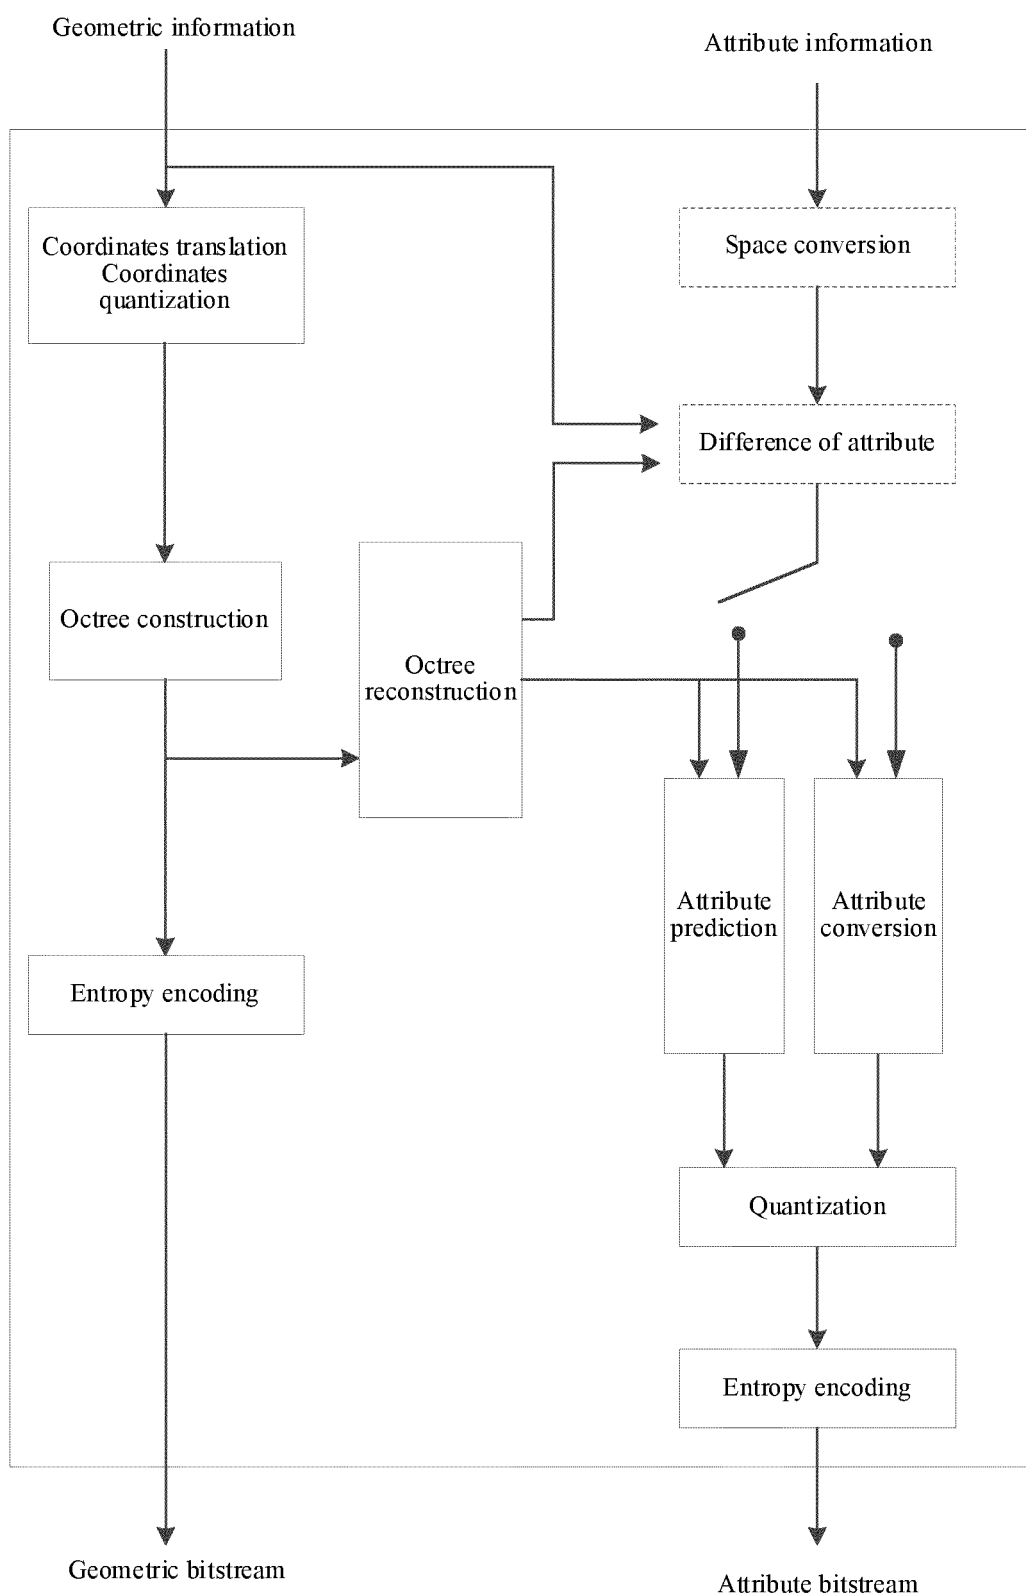 Geometric information
Attribute information
Coordinates translation
Coordinates
quantization
Space conversion
Difference of attribute
Octree construction
Octree
reconstruction
Attribute
prediction
Attribute
conversion
Entropy encoding
Quantization
Entropy encoding
Geometric bitstream
Attribute bitstream